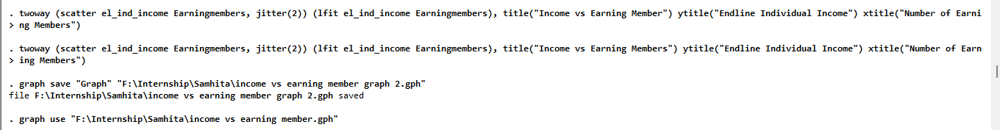 . twoway (scatter el_ind_income Earningmembers, jitter(2)) (lfit el_ind_income Earningmembers), title("Income vs Earning Member") ytitle("Endline Individual Income") xtitle("Number of Earni
> ng Members")
. twoway (scatter el_ind_income Earningmembers, jitter(2)) (lfit el_ind_income Earningmembers), title("Income vs Earning Members") ytitle("Endline Individual Income") xtitle("Number of Earn
> ing Members")
. graph save "Graph" "F:\Internship\Samhita\income vs earning member graph 2.gph"
file F:\Internship\Samhita\income vs earning member graph 2.gph saved
. graph use "F:\Internship\Samhita\income vs earning member.gph"